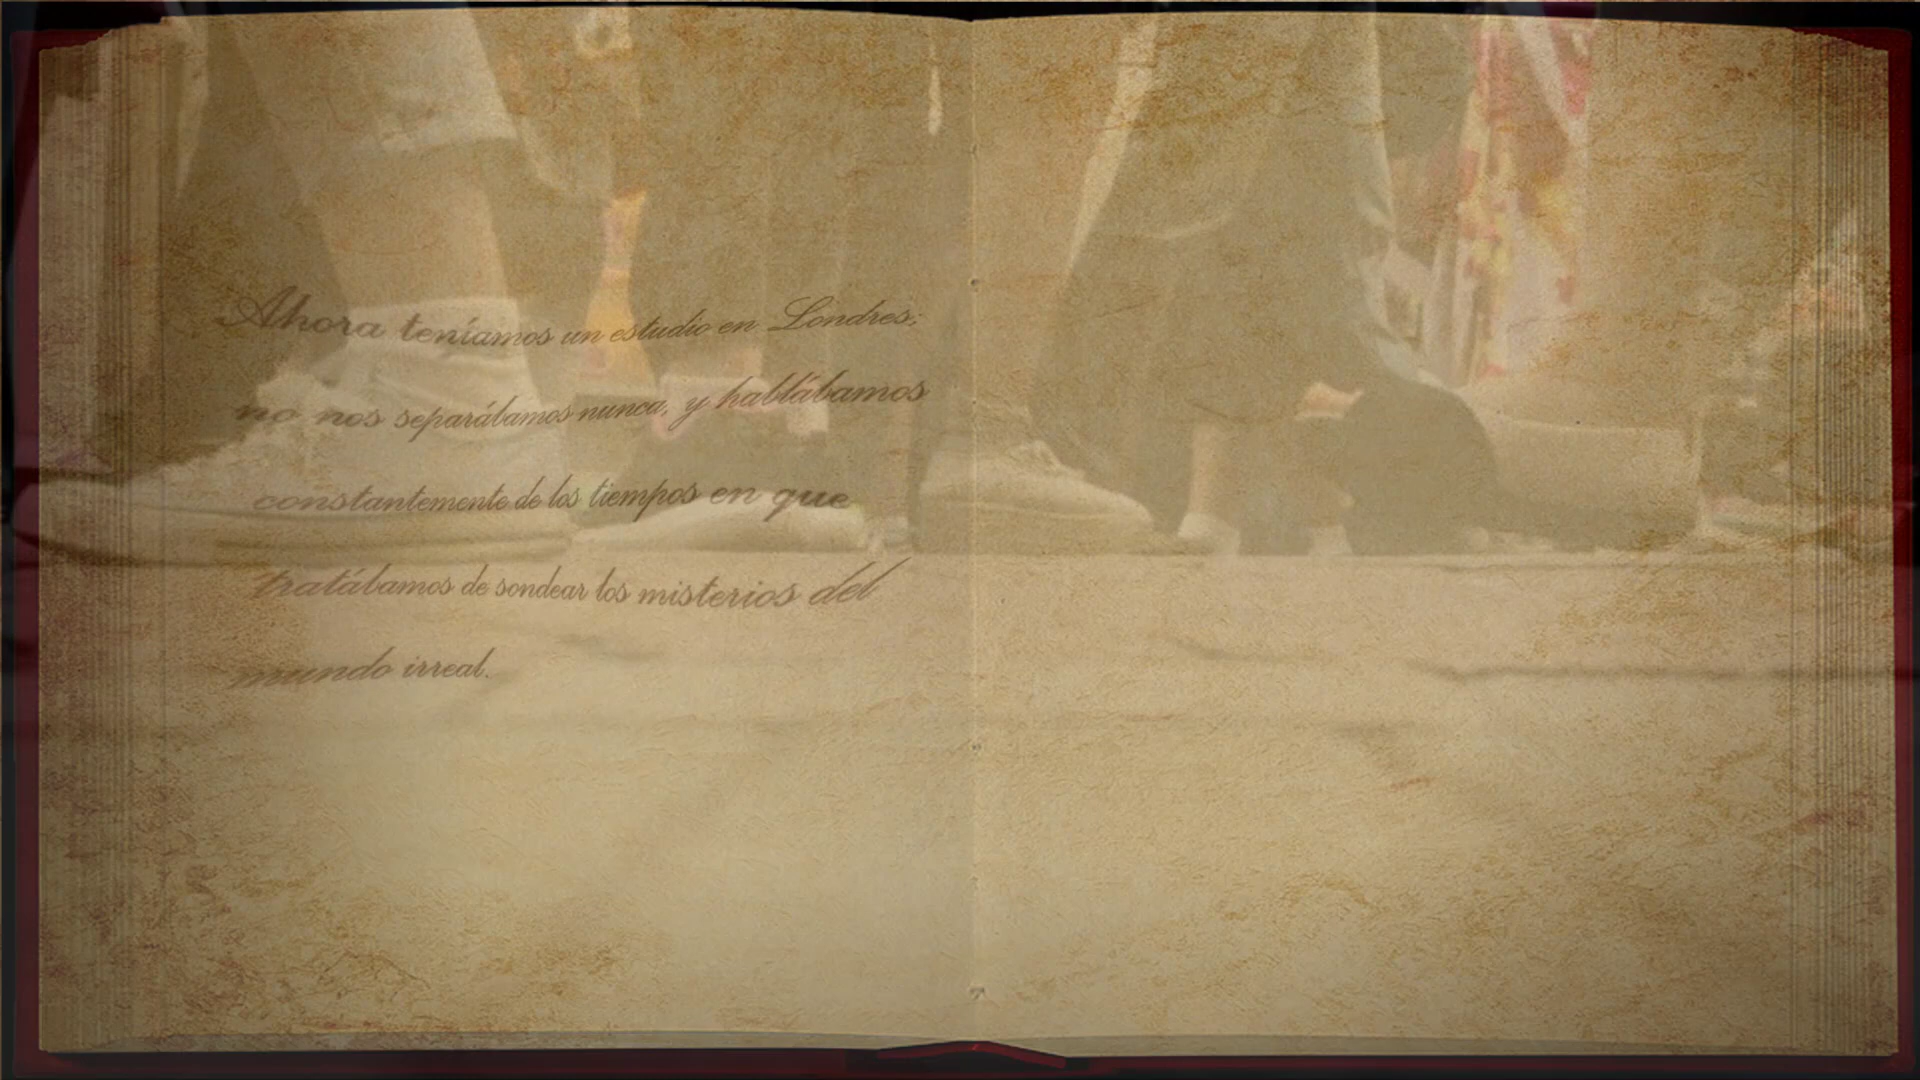 Ahora teníamos un estudio en Londres;
no nos separábamos nunca, y hablábamos
constantemente de los tiempos en que
tratábamos de sondear los misterios del
mundo irreal.